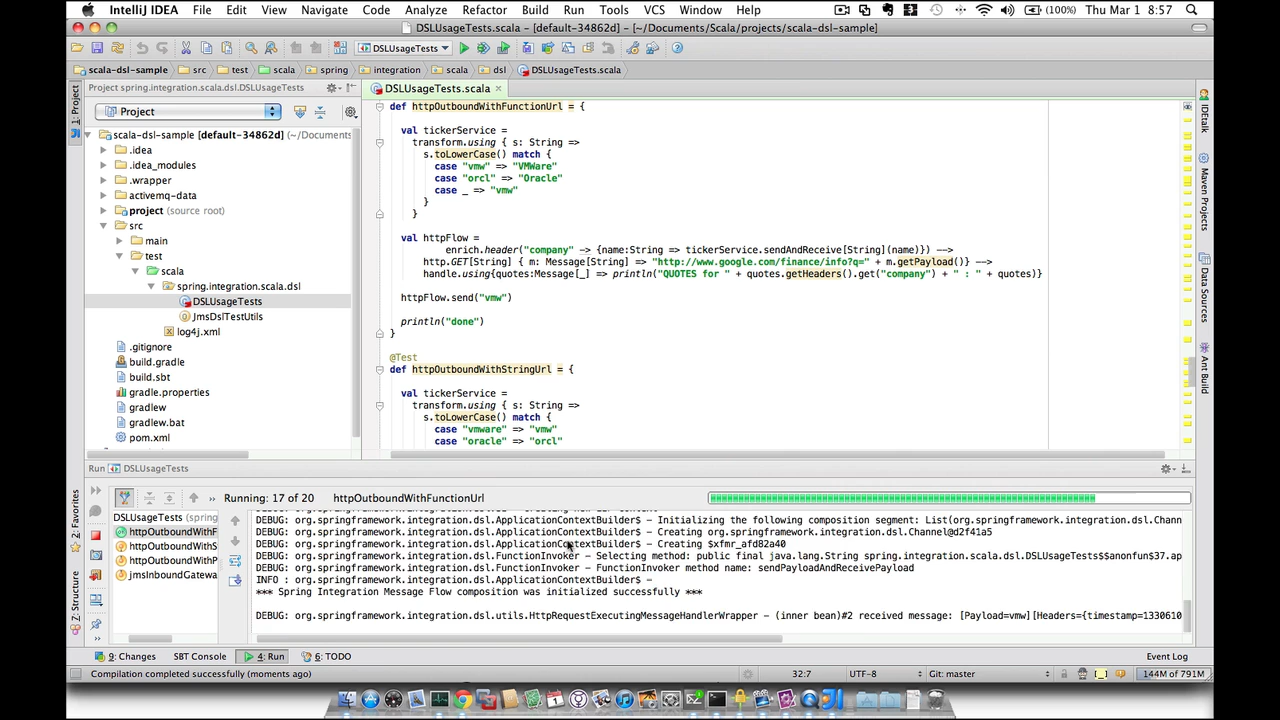 IntelliJ IDEA File Edit View Navigate Code Analyze Refactor Build Run Tools VCS Window Help (100%) Thu Mar 1 8:57
DSLUsageTests.scala - [default-34862d] - [~/Documents/Scala/projects/scala-dsl-sample]
DSLUsageTests
scala-dsl-sample src test scala spring integration scala dsl DSLUsageTests.scala
Project spring.integration.scala.dsl.DSLUsageTests
DSLUsageTests.scala
Project
scala-dsl-sample [default-34862d] (~/Documents
.idea
.idea_modules
.wrapper
activemq-data
project (source root)
src
main
test
scala
spring.integration.scala.dsl
DSLUsageTests
JmsDslTestUtils
log4j.xml
.gitignore
build.gradle
build.sbt
gradle.properties
gradlew
gradlew.bat
pom.xml
1: Project
2: Favorites
Z: Structure
def httpOutboundWithFunctionUrl = {
val tickerService =
transform.using { s: String =>
s.toLowerCase() match {
case "vmw" => "VMWare"
case "orcl" => "Oracle"
case _ => "vmw"
}
}
val httpFlow =
enrich.header("company" -> {name:String => tickerService.sendAndReceive[String](name)}) -->
http.GET[String] { m: Message[String] => "http://www.google.com/finance/info?q=" + m.getPayload()} -->
handle.using{quotes:Message[_] => println("QUOTES for " + quotes.getHeaders().get("company") + " : " + quotes)}
httpFlow.send("vmw")
println("done")
}
@Test
def httpOutboundWithStringUrl = {
val tickerService =
transform.using { s: String =>
s.toLowerCase() match {
case "vmware" => "vmw"
case "oracle" => "orcl"
IDEtalk
Maven Projects
Data Sources
Ant Build
Run DSLUsageTests
Running: 17 of 20 httpOutboundWithFunctionUrl
DSLUsageTests (spring
httpOutboundWithF
httpOutboundWithS
httpOutboundWithP
jmsInboundGatewa
DEBUG: org.springframework.integration.dsl.ApplicationContextBuilder$ - Initializing the following composition segment: List(org.springframework.integration.dsl.Chann
DEBUG: org.springframework.integration.dsl.ApplicationContextBuilder$ - Creating org.springframework.integration.dsl.Channel@d2f41a5
DEBUG: org.springframework.integration.dsl.ApplicationContextBuilder$ - Creating $xfmr_afd82a40
DEBUG: org.springframework.integration.dsl.FunctionInvoker - Selecting method: public final java.lang.String spring.integration.scala.dsl.DSLUsageTests$$anonfun$37.ap
DEBUG: org.springframework.integration.dsl.FunctionInvoker - FunctionInvoker method name: sendPayloadAndReceivePayload
INFO : org.springframework.integration.dsl.ApplicationContextBuilder$ -
*** Spring Integration Message Flow composition was initialized successfully ***
DEBUG: org.springframework.integration.dsl.utils.HttpRequestExecutingMessageHandlerWrapper - (inner bean)#2 received message: [Payload=vmw][Headers={timestamp=1330610
9: Changes SBT Console 4: Run 6: TODO Event Log
Compilation completed successfully (moments ago) 32:7 UTF-8 Git: master 144M of 791M